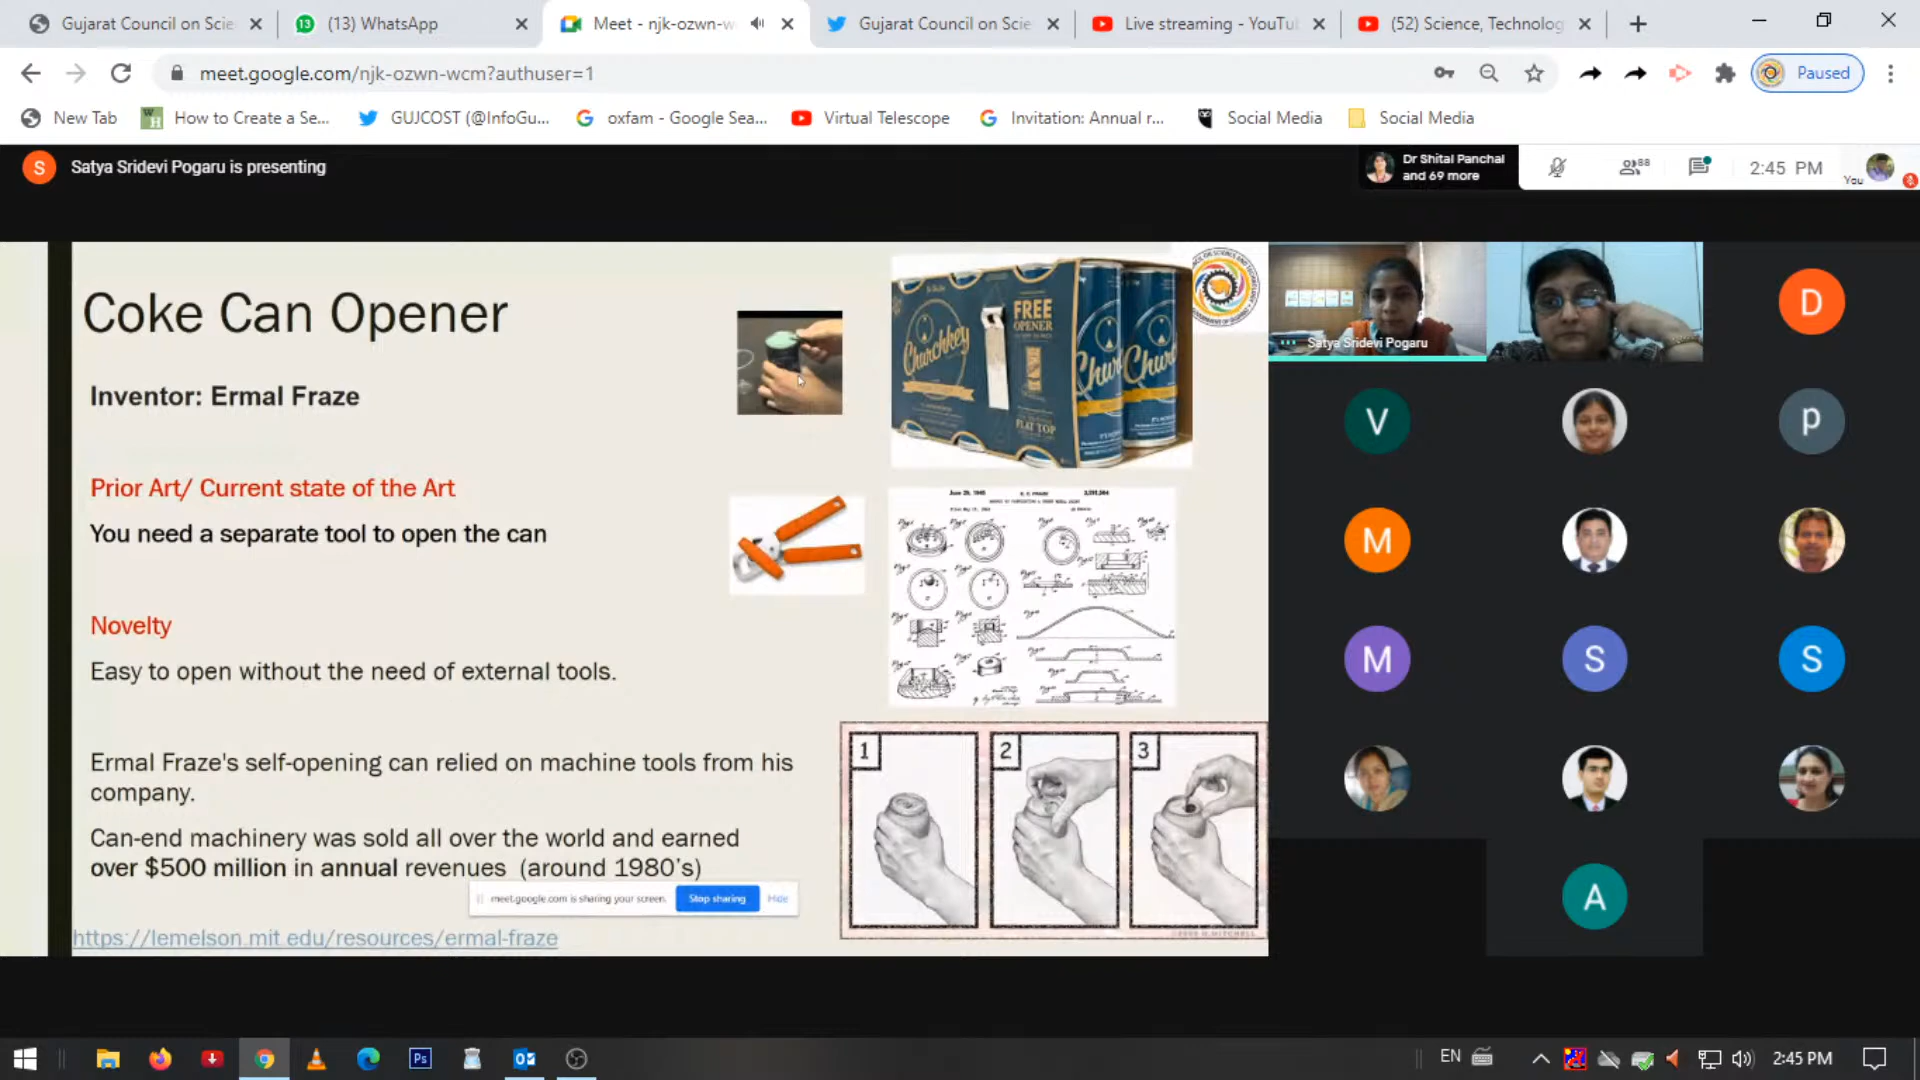 Gujarat Council on Scie
(13) WhatsApp
Meet - njk-ozwn-w
Gujarat Council on Scie
Live streaming - YouTu
(52) Science, Technolog
meet.google.com/njk-ozwn-wcm?authuser=1
Paused
New Tab
How to Create a Se...
GUJCOST (@InfoGu...
oxfam - Google Sea...
Virtual Telescope
Invitation: Annual r...
Social Media
Social Media
S
Satya Sridevi Pogaru is presenting
Dr Shital Panchal
and 69 more
88
2:45 PM
You
Coke Can Opener
Inventor: Ermal Fraze
Prior Art/ Current state of the Art
You need a separate tool to open the can
Novelty
Easy to open without the need of external tools.
Ermal Fraze's self-opening can relied on machine tools from his
company.
Can-end machinery was sold all over the world and earned
over $500 million in annual revenues (around 1980's)
meet.google.com is sharing your screen.
Stop sharing
Hide
https://lemelson.mit.edu/resources/ermal-fraze
Churchkey
FREE
OPENER
FLAT TOP
1
2
3
Satya Sridevi Pogaru
D
V
p
M
M
S
S
A
Ps
EN
2:45 PM